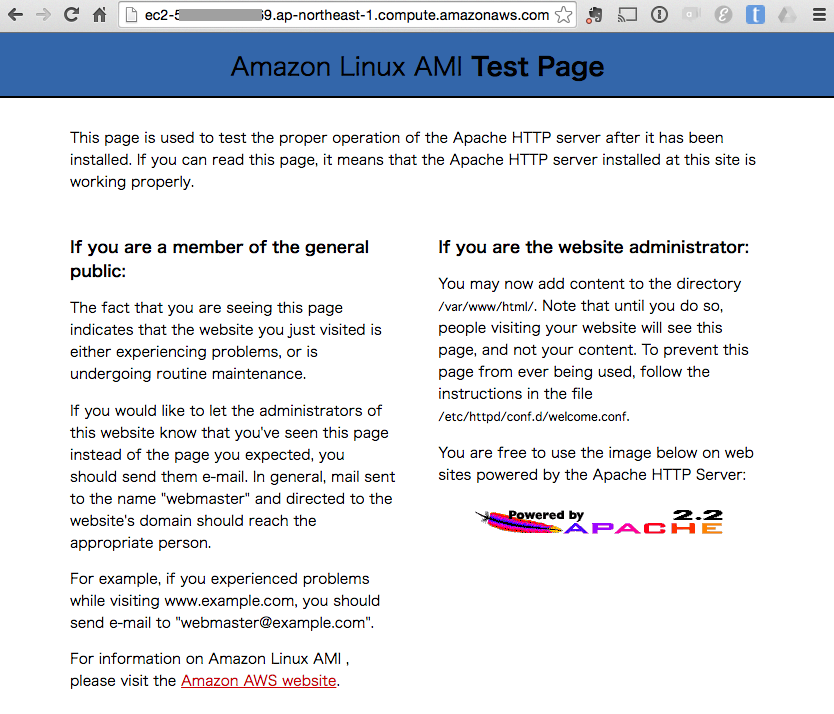 ec2-5 9.ap-northeast-1.compute.amazonaws.com
Amazon Linux AMI Test Page
This page is used to test the proper operation of the Apache HTTP server after it has been
installed. If you can read this page, it means that the Apache HTTP server installed at this site is
working properly.
If you are a member of the general
public:
The fact that you are seeing this page
indicates that the website you just visited is
either experiencing problems, or is
undergoing routine maintenance.
If you would like to let the administrators of
this website know that you've seen this page
instead of the page you expected, you
should send them e-mail. In general, mail sent
to the name "webmaster" and directed to the
website's domain should reach the
appropriate person.
For example, if you experienced problems
while visiting www.example.com, you should
send e-mail to "webmaster@example.com".
For information on Amazon Linux AMI ,
please visit the Amazon AWS website.
If you are the website administrator:
You may now add content to the directory
/var/www/html/. Note that until you do so,
people visiting your website will see this
page, and not your content. To prevent this
page from ever being used, follow the
instructions in the file
/etc/httpd/conf.d/welcome.conf.
You are free to use the image below on web
sites powered by the Apache HTTP Server:
Powered by 2.2
APACHE